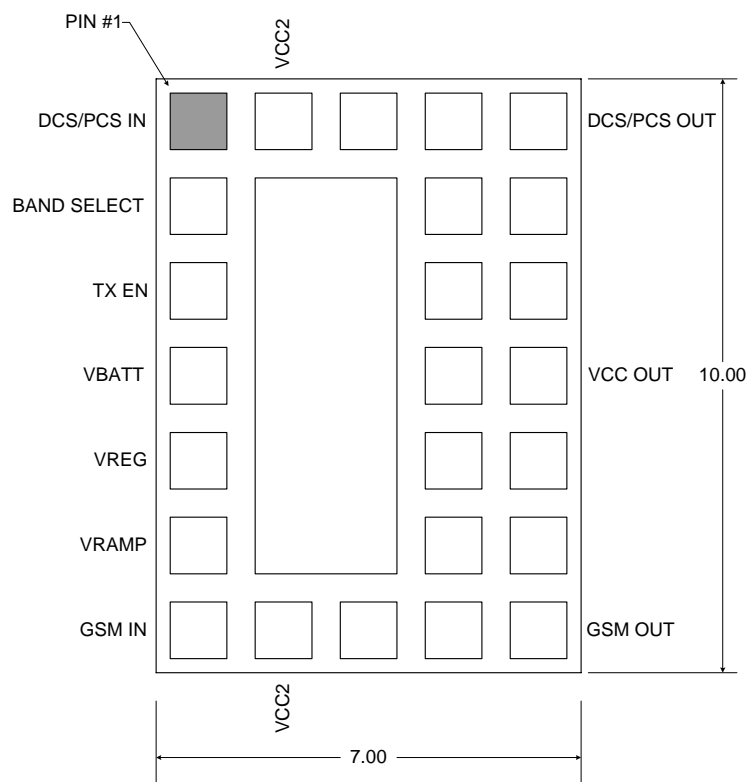 PIN #1
VCC2
DCS/PCS IN
DCS/PCS OUT
BAND SELECT
TX EN
VBATT
VCC OUT
10.00
VREG
VRAMP
GSM IN
GSM OUT
VCC2
7.00